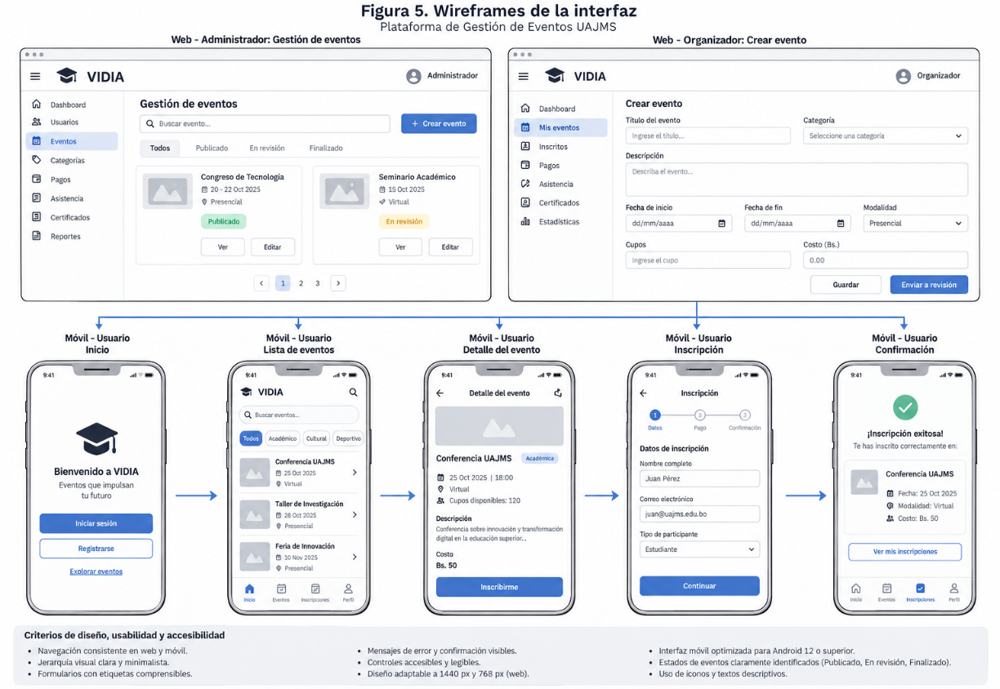 Figura 5. Wireframes de la interfaz
Plataforma de Gestión de Eventos UAJMS
Web - Administrador: Gestión de eventos
VIDIA
Administrador
Dashboard
Usuarios
Eventos
Categorías
Pagos
Asistencia
Certificados
Reportes
Gestión de eventos
Buscar evento...
+ Crear evento
Todos
Publicado
En revisión
Finalizado
Congreso de Tecnología
20 - 22 Oct 2025
Presencial
Publicado
Ver
Editar
Seminario Académico
15 Oct 2025
Virtual
En revisión
Ver
Editar
1
2
3
Web - Organizador: Crear evento
VIDIA
Organizador
Dashboard
Mis eventos
Inscritos
Pagos
Asistencia
Certificados
Estadísticas
Crear evento
Título del evento
Ingrese el título...
Categoría
Seleccione una categoría
Descripción
Describa el evento...
Fecha de inicio
dd/mm/aaaa
Fecha de fin
dd/mm/aaaa
Modalidad
Presencial
Cupos
Ingrese el cupo
Costo (Bs.)
0.00
Guardar
Enviar a revisión
Móvil - Usuario
Inicio
9:41
Bienvenido a VIDIA
Eventos que impulsan
tu futuro
Iniciar sesión
Registrarse
Explorar eventos
Móvil - Usuario
Lista de eventos
9:41
VIDIA
Buscar eventos...
Todos
Académico
Cultural
Deportivo
Conferencia UAJMS
25 Oct 2025
Virtual
Taller de Investigación
28 Oct 2025
Presencial
Feria de Innovación
10 Nov 2025
Presencial
Inicio
Eventos
Inscripciones
Perfil
Móvil - Usuario
Detalle del evento
9:41
Detalle del evento
Conferencia UAJMS
Académica
25 Oct 2025 | 18:00
Virtual
Cupos disponibles: 120
Descripción
Conferencia sobre innovación y transformación
digital en la educación superior...
Costo
Bs. 50
Inscribirme
Móvil - Usuario
Inscripción
9:41
Inscripción
1
3
3
Datos
Pago
Confirmación
Datos de inscripción
Nombre completo
Juan Pérez
Correo electrónico
juan@uajms.edu.bo
Tipo de participante
Estudiante
Continuar
Móvil - Usuario
Confirmación
9:41
¡Inscripción exitosa!
Te has inscrito correctamente en:
Conferencia UAJMS
Fecha: 25 Oct 2025
Modalidad: Virtual
Costo: Bs. 50
Ver mis inscripciones
Inicio
Eventos
Inscripciones
Perfil
Criterios de diseño, usabilidad y accesibilidad
• Navegación consistente en web y móvil.
• Jerarquía visual clara y minimalista.
• Formularios con etiquetas comprensibles.
• Mensajes de error y confirmación visibles.
• Controles accesibles y legibles.
• Diseño adaptable a 1440 px y 768 px (web).
• Interfaz móvil optimizada para Android 12 o superior.
• Estados de eventos claramente identificados (Publicado, En revisión, Finalizado).
• Uso de íconos y textos descriptivos.